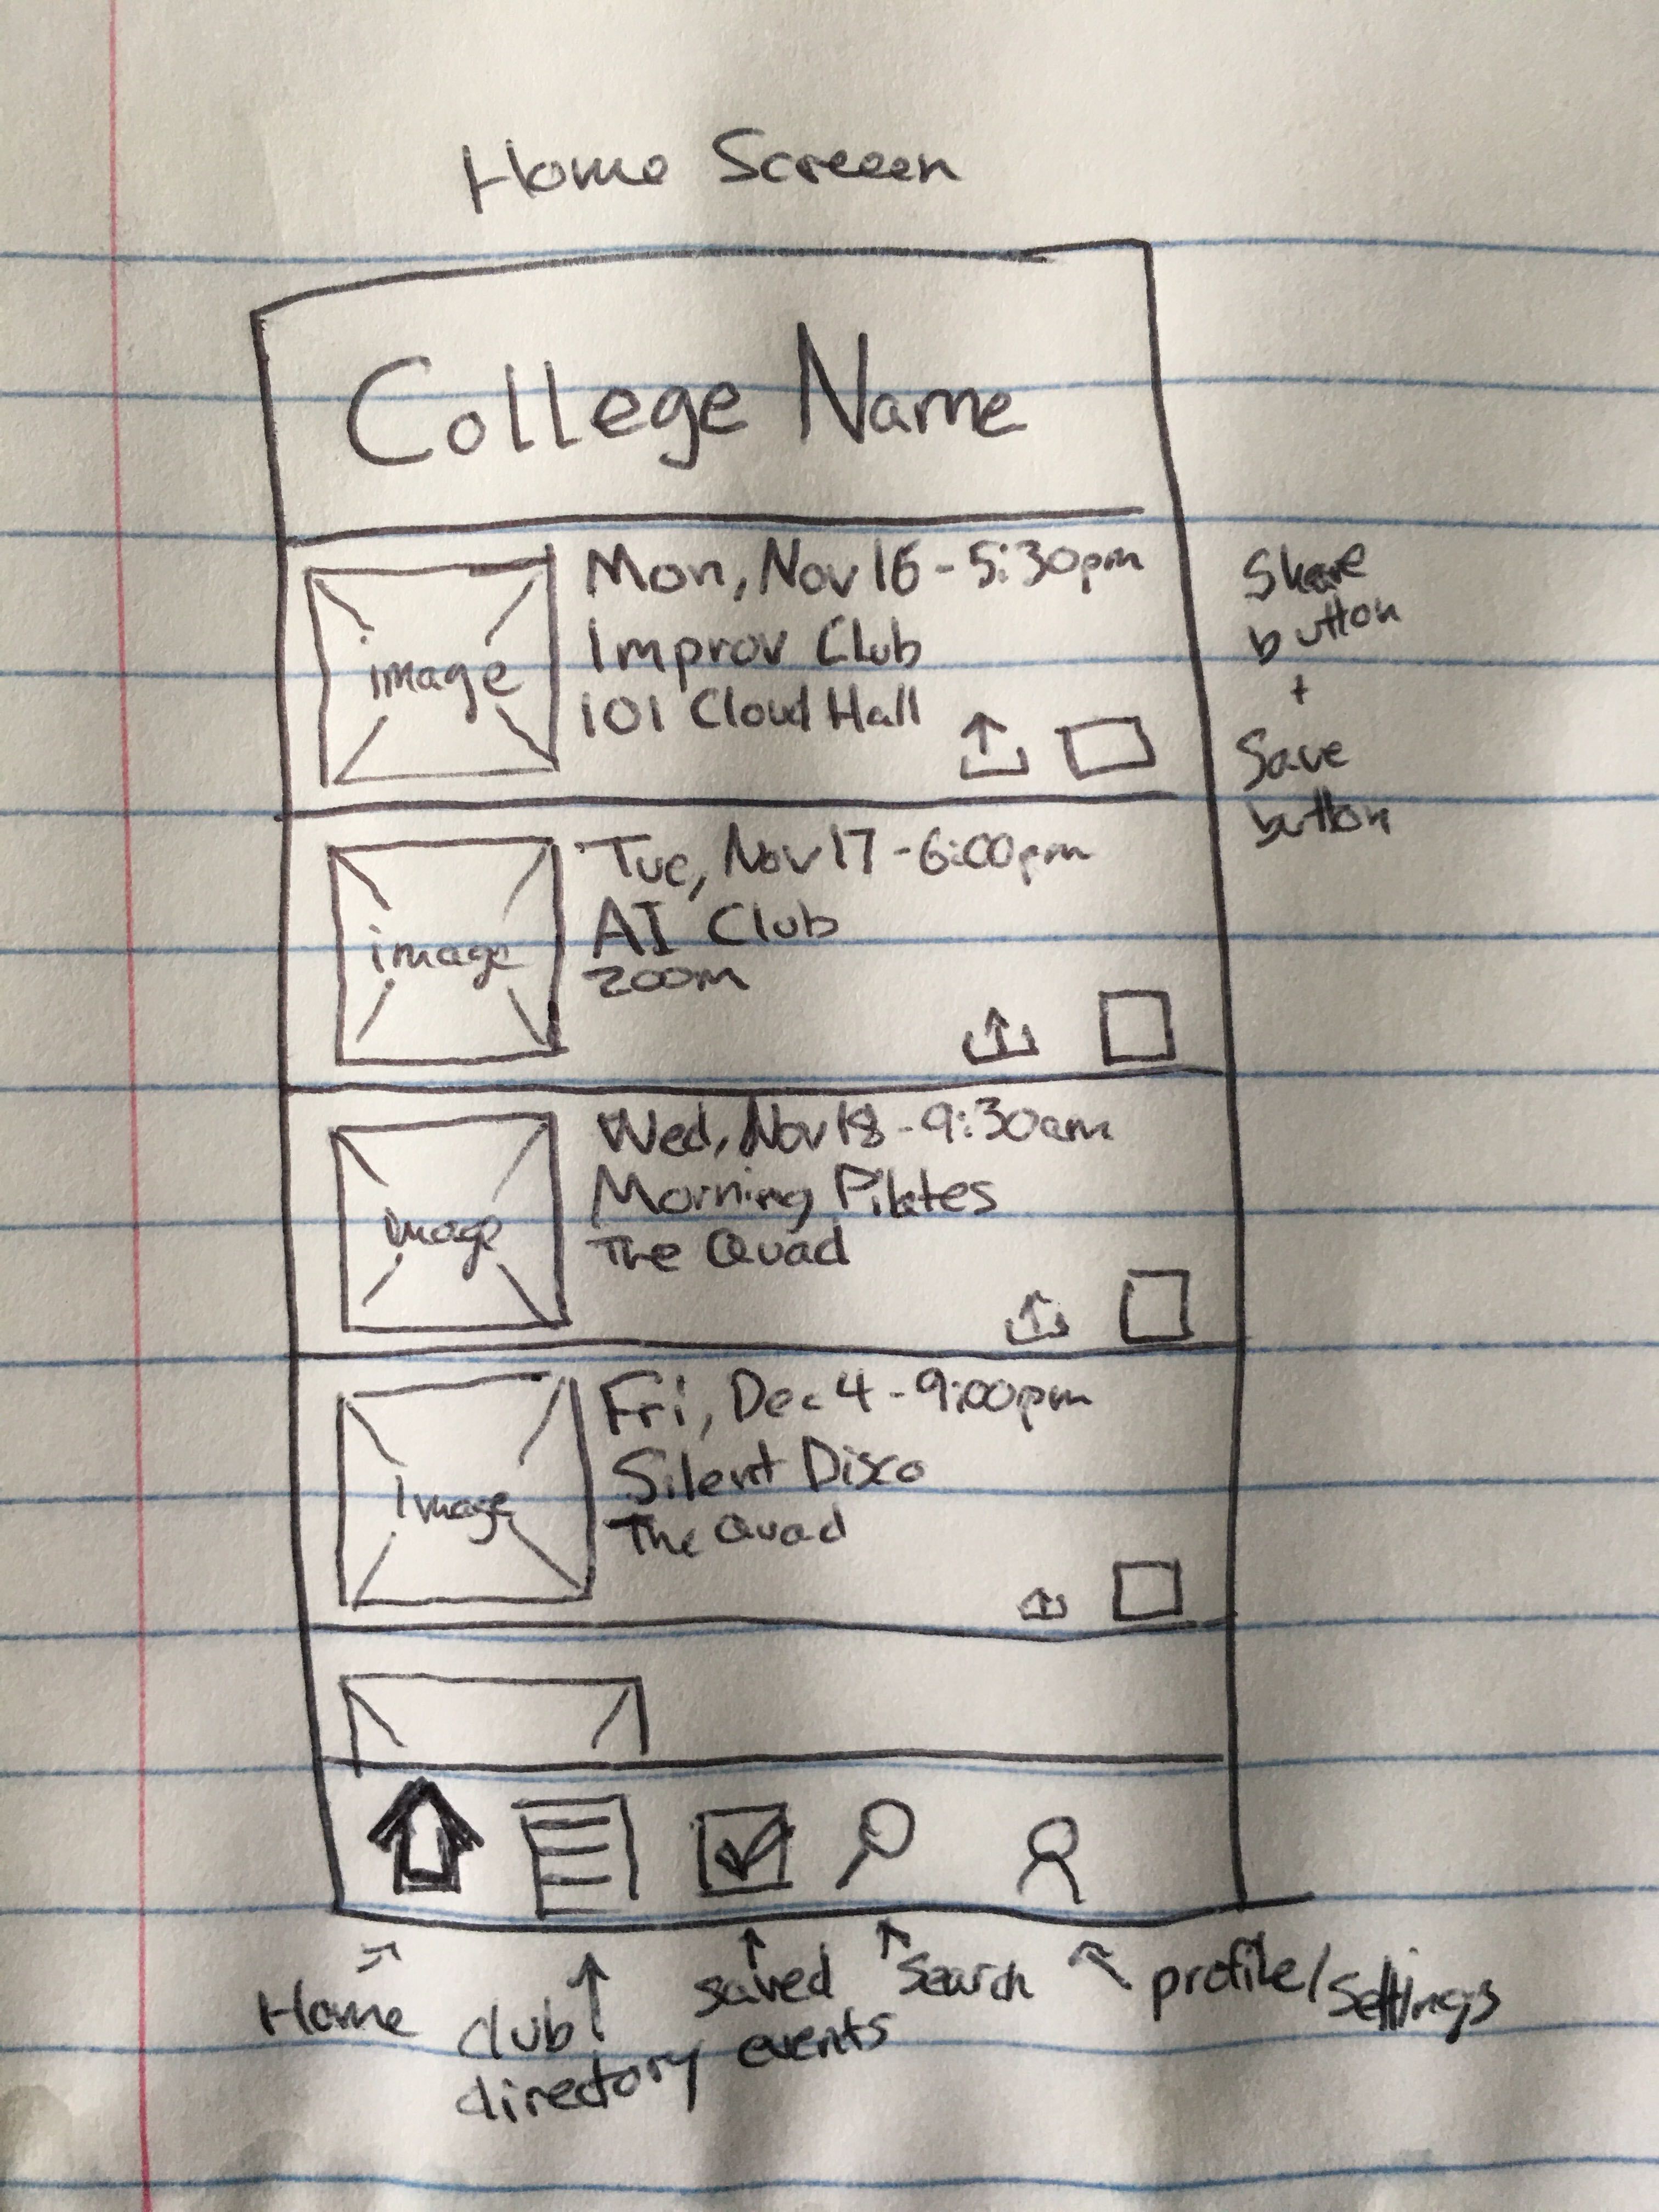 Home Screeen
College Name
image
Mon, Nov 16 - 5:30pm
Improv Club
101 Cloud Hall
Share
button
+
Save
button
image
Tue, Nov 17 - 6:00pm
AI Club
zoom
image
Wed, Nov 18 - 9:30am
Morning Pilates
The Quad
image
Fri, Dec 4 - 9:00pm
Silent Disco
The Quad
Home
club
directory
saved
events
search
profile/settings